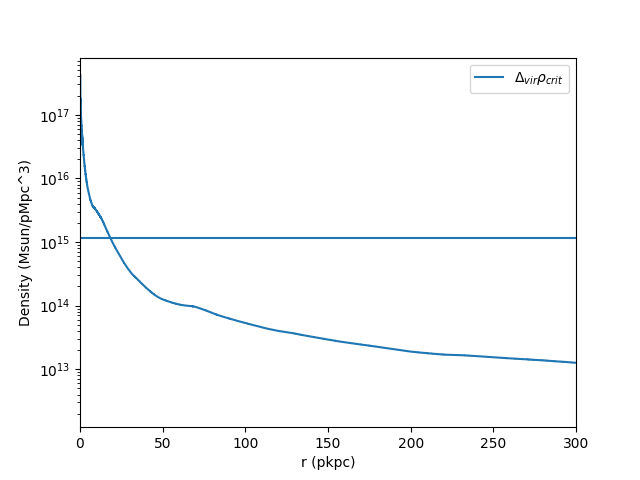 Δ_{vir}ρ_{crit}
10^{17}
10^{16}
10^{15}
10^{14}
10^{13}
Density (Msun/pMpc^3)
0 50 100 150 200 250 300
r (pkpc)